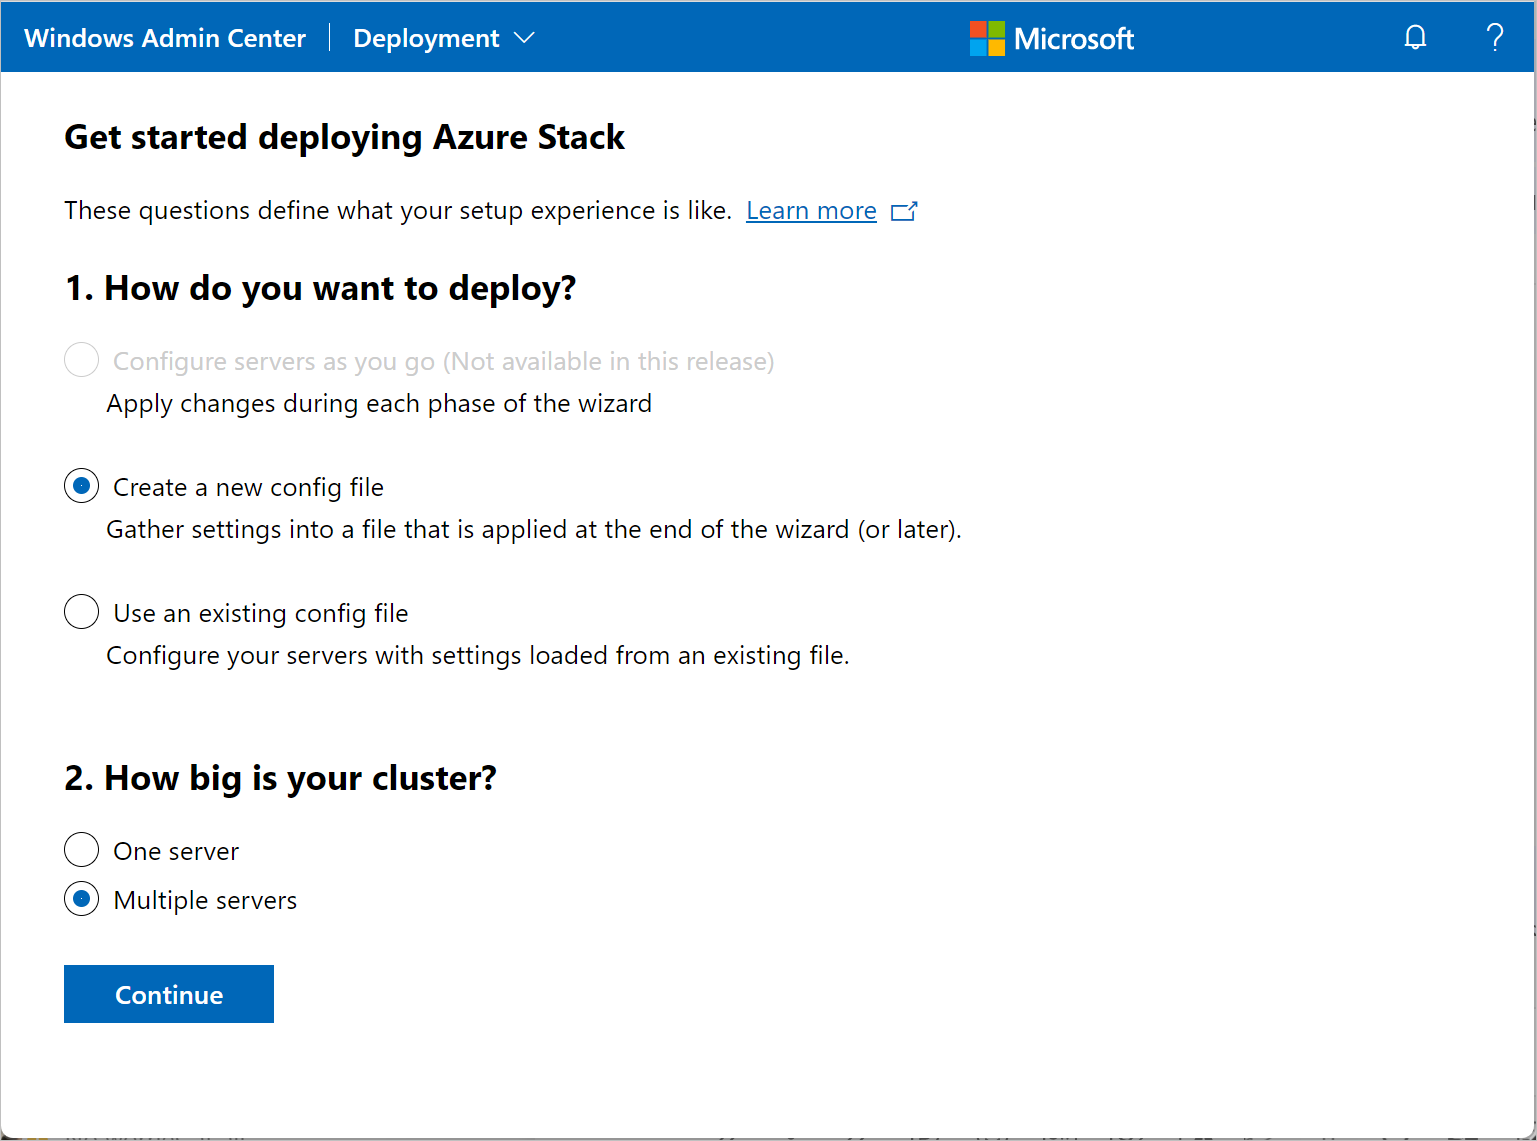 Windows Admin Center Deployment Microsoft ?
Get started deploying Azure Stack
These questions define what your setup experience is like. Learn more
1. How do you want to deploy?
Configure servers as you go (Not available in this release)
Apply changes during each phase of the wizard
Create a new config file
Gather settings into a file that is applied at the end of the wizard (or later).
Use an existing config file
Configure your servers with settings loaded from an existing file.
2. How big is your cluster?
One server
Multiple servers
Continue